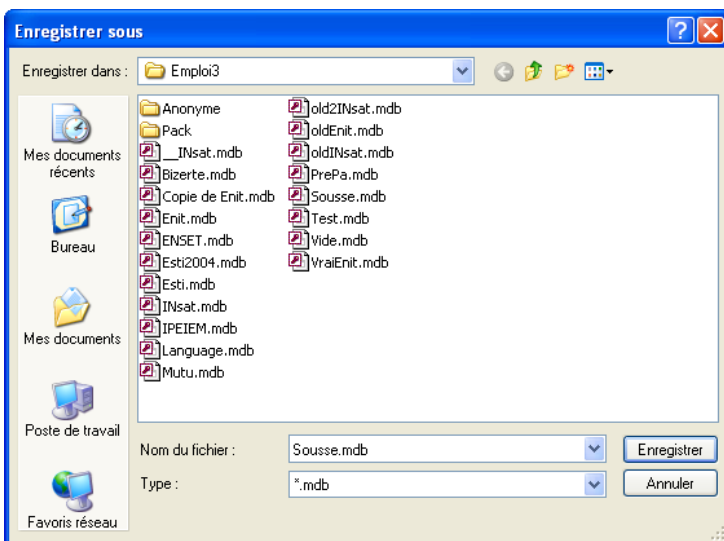 Enregistrer sous
Enregistrer dans :
Emploi3
Mes documents
récents
Bureau
Mes documents
Poste de travail
Favoris réseau
Anonyme
Pack
__INsat.mdb
Bizerte.mdb
Copie de Enit.mdb
Enit.mdb
ENSET.mdb
Esti2004.mdb
Esti.mdb
INsat.mdb
IPEIEM.mdb
Language.mdb
Mutu.mdb
old2INsat.mdb
oldEnit.mdb
oldINsat.mdb
PrePa.mdb
Sousse.mdb
Test.mdb
Vide.mdb
VraiEnit.mdb
Nom du fichier :
Sousse.mdb
Enregistrer
Type :
*.mdb
Annuler